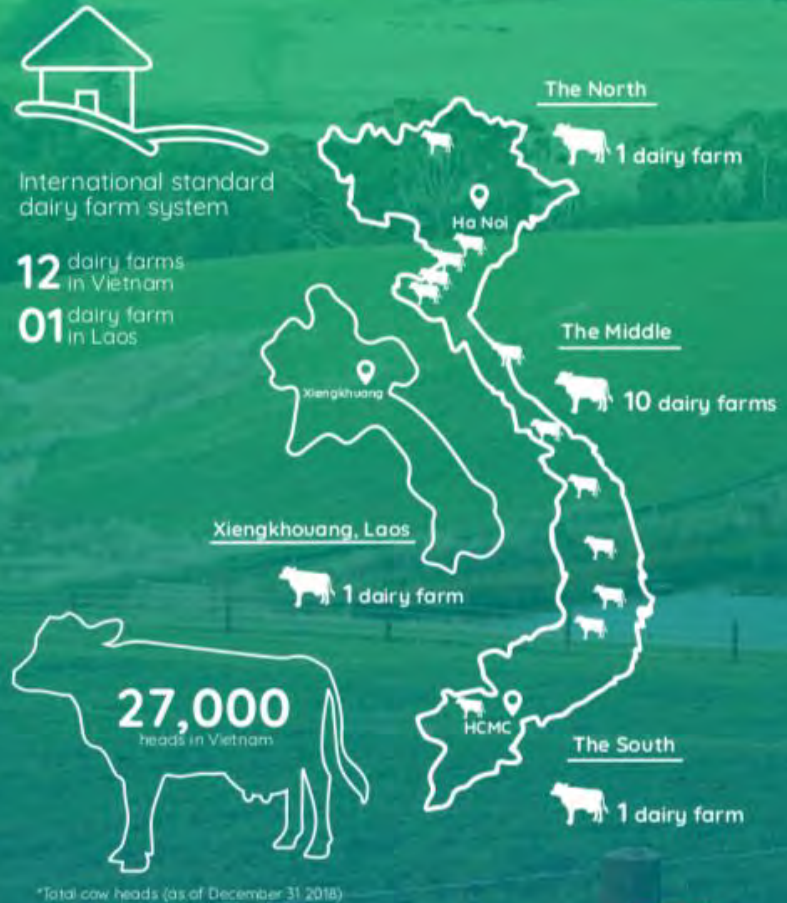 International standard
dairy farm system
12 dairy farms
in Vietnam
01 dairy farm
in Laos
The North
1 dairy farm
Ha Noi
The Middle
10 dairy farms
Xiengkhuang
Xiengkhouang, Laos
1 dairy farm
27,000
heads in Vietnam
HCMC
The South
1 dairy farm
*Total cow heads (as of December 31 2018)